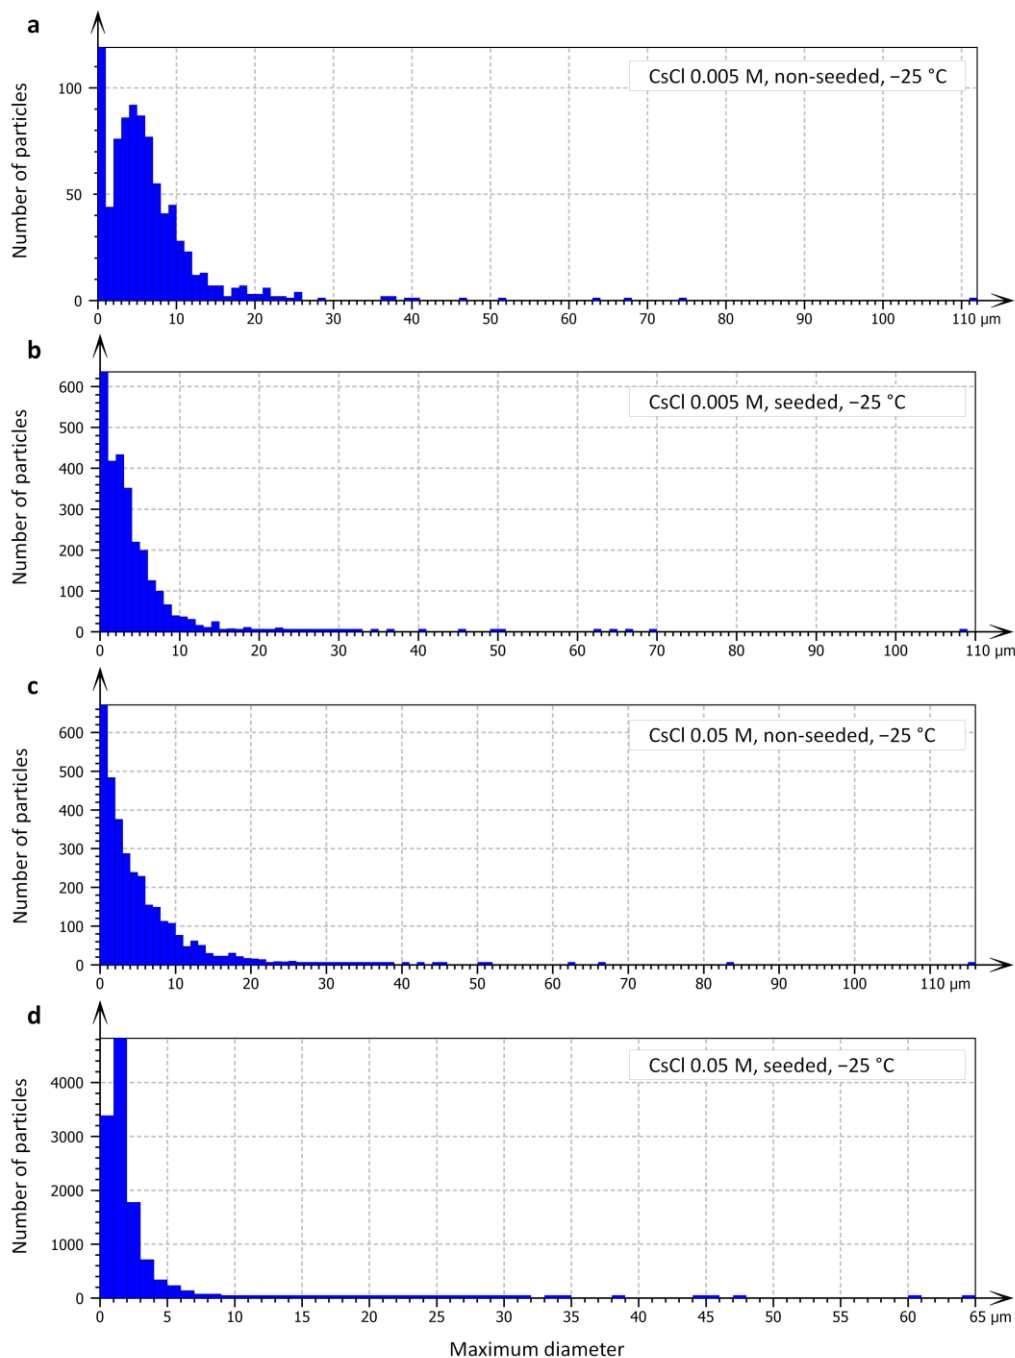 a
Number of particles
100
50
0
CsCl 0.005 M, non-seeded, −25 °C
0 10 20 30 40 50 60 70 80 90 100 110 µm
b
Number of particles
600
500
400
300
200
100
0
CsCl 0.005 M, seeded, −25 °C
0 10 20 30 40 50 60 70 80 90 100 110 µm
c
Number of particles
600
500
400
300
200
100
0
CsCl 0.05 M, non-seeded, −25 °C
0 10 20 30 40 50 60 70 80 90 100 110 µm
d
Number of particles
4000
3000
2000
1000
0
CsCl 0.05 M, seeded, −25 °C
0 5 10 15 20 25 30 35 40 45 50 55 60 65 µm
Maximum diameter